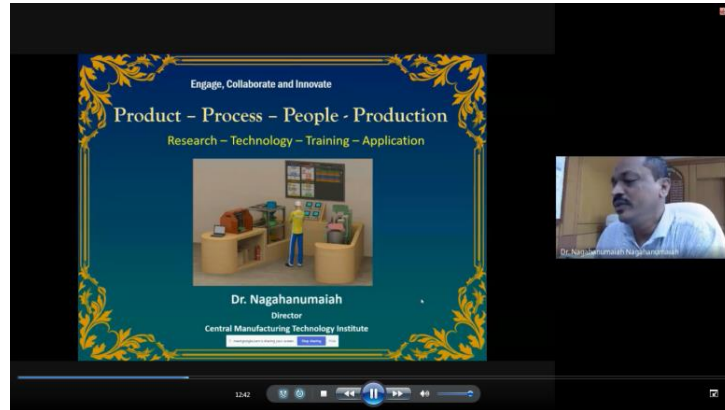 Engage, Collaborate and Innovate
Product – Process – People - Production
Research – Technology – Training – Application
Dr. Nagahanumaiah
Director
Central Manufacturing Technology Institute
Stop sharing
Dr. Nagahanumaiah Nagahanumaiah
12:42